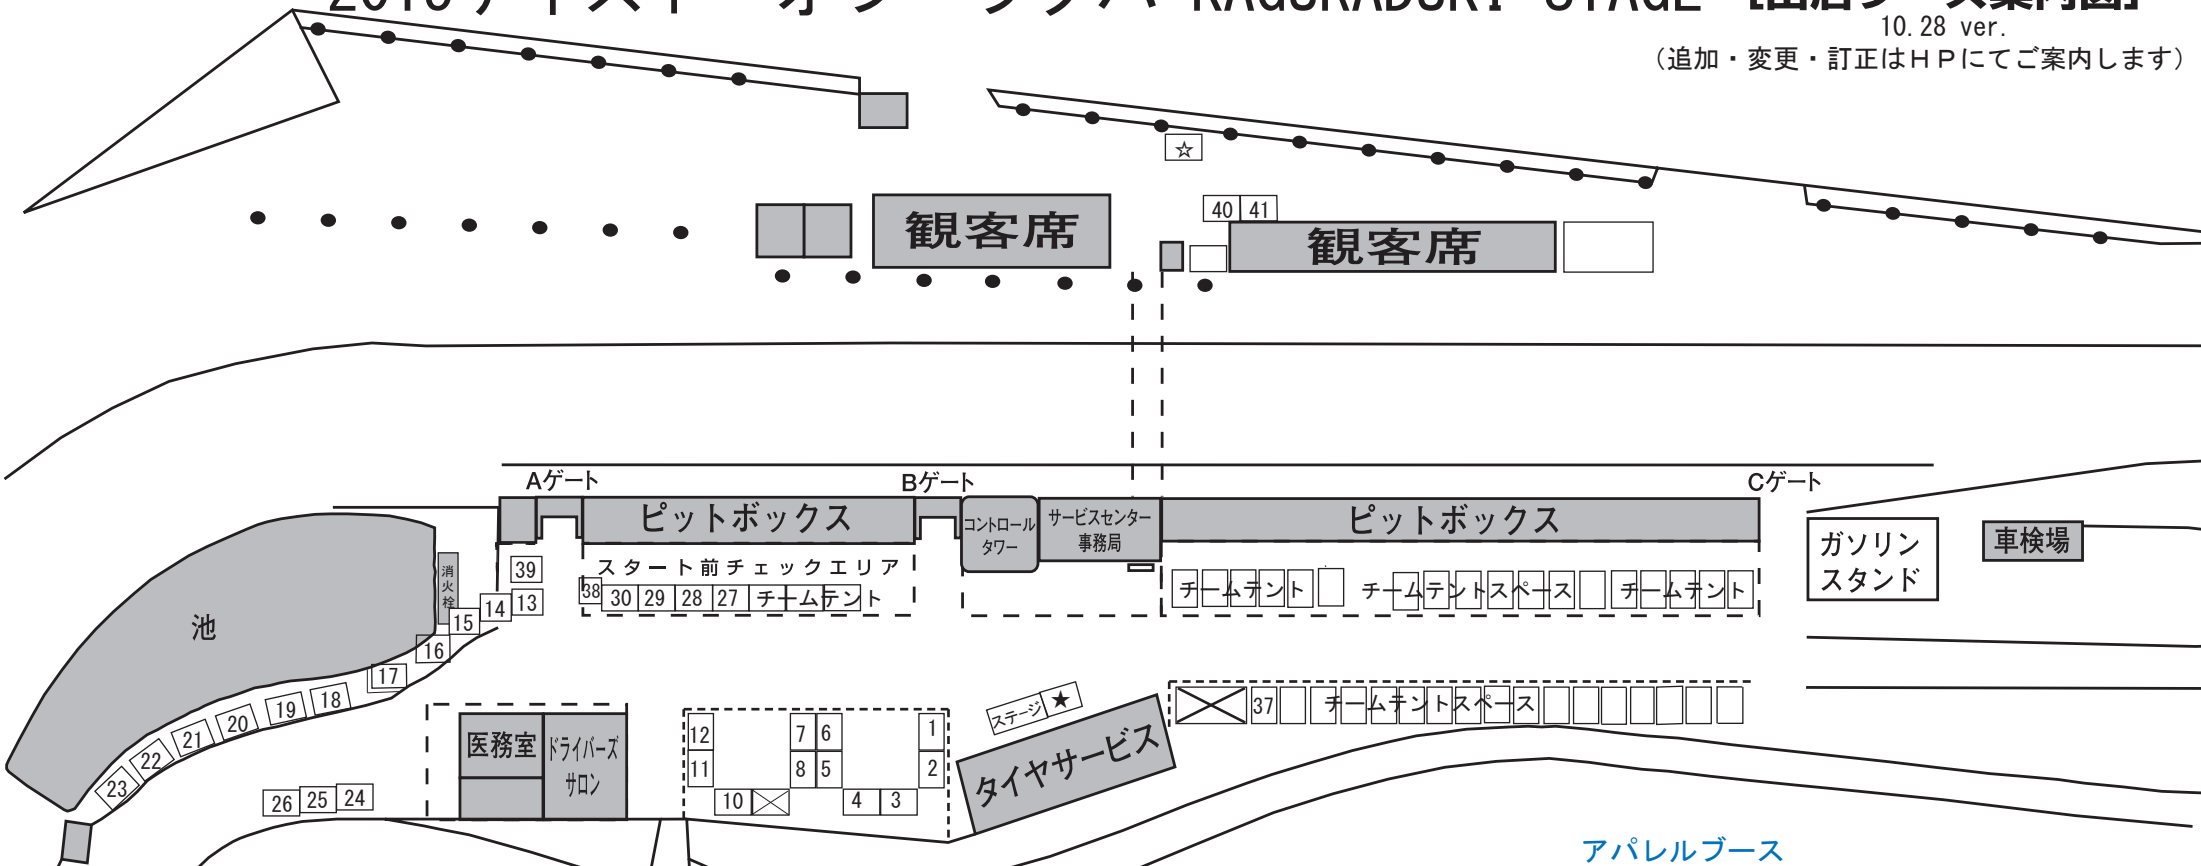 KAGURADUKI STAGE
10.28 ver.
(追加・変更・訂正はＨＰにてご案内します)
☆
40 41
観客席
観客席
Aゲート
Bゲート
Cゲート
ピットボックス
コントロール
タワー
サービスセンター
事務局
ピットボックス
ガソリン
スタンド
車検場
消火栓
39
スタート前チェックエリア
38 30 29 28 27 チームテント
チームテント
チームテントスペース
チームテント
池
13
14
15
16
17
18
19
20
21
22
23
26 25 24
医務室
ドライバーズ
サロン
12
11
10
7 6
8 5
4 3
1
2
ステージ ★
タイヤサービス
37 チームテントスペース
アパレルブース